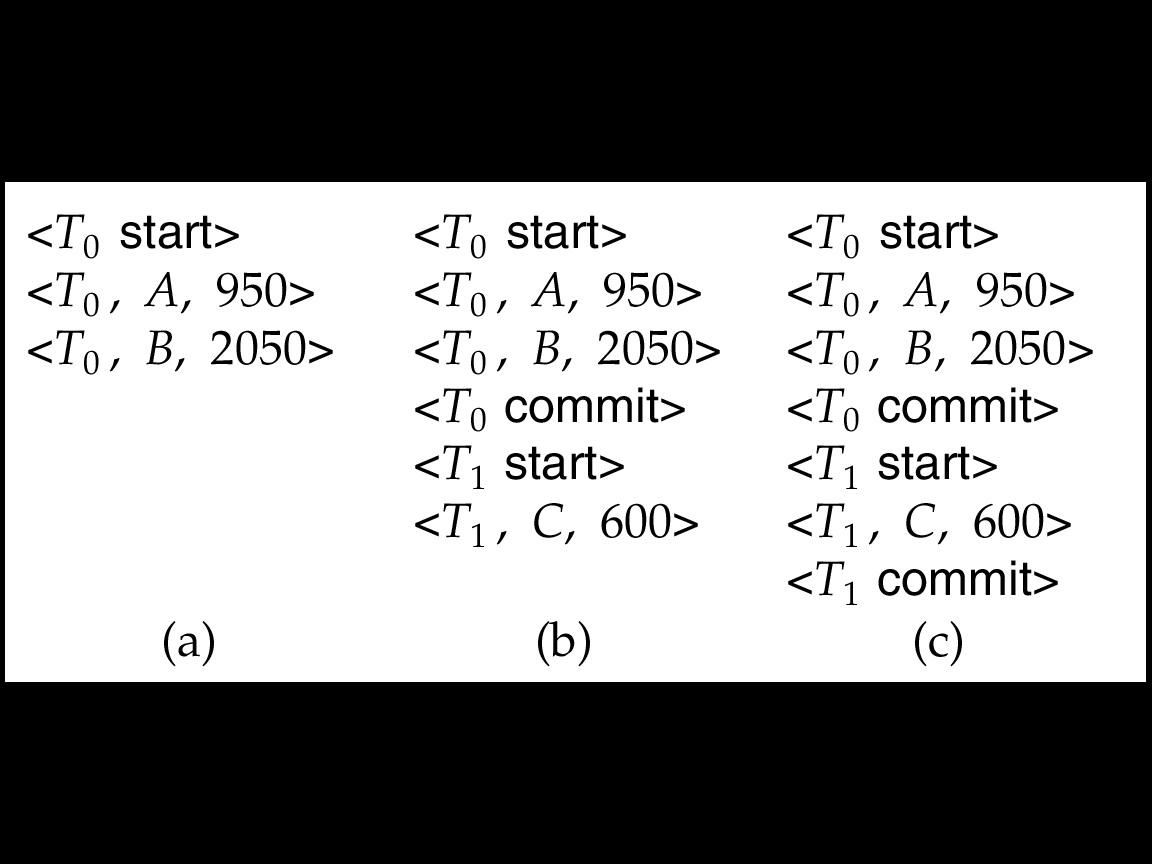 <T₀ start>
<T₀, A, 950>
<T₀, B, 2050>
(a)
<T₀ start>
<T₀, A, 950>
<T₀, B, 2050>
<T₀ commit>
<T₁ start>
<T₁, C, 600>
(b)
<T₀ start>
<T₀, A, 950>
<T₀, B, 2050>
<T₀ commit>
<T₁ start>
<T₁, C, 600>
<T₁ commit>
(c)